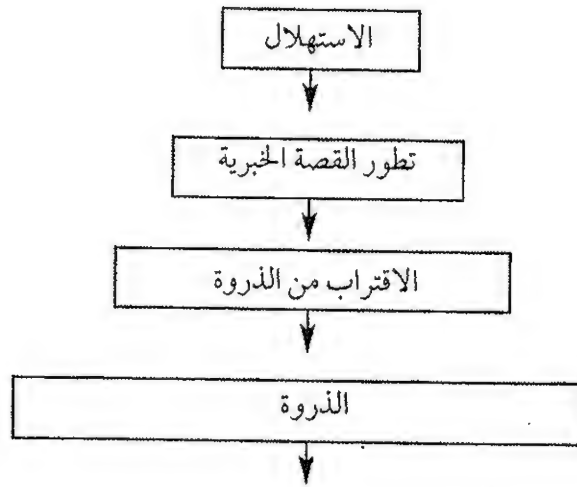 الاستهلال
تطور القصة الخبرية
الاقتراب من الذروة
الذروة